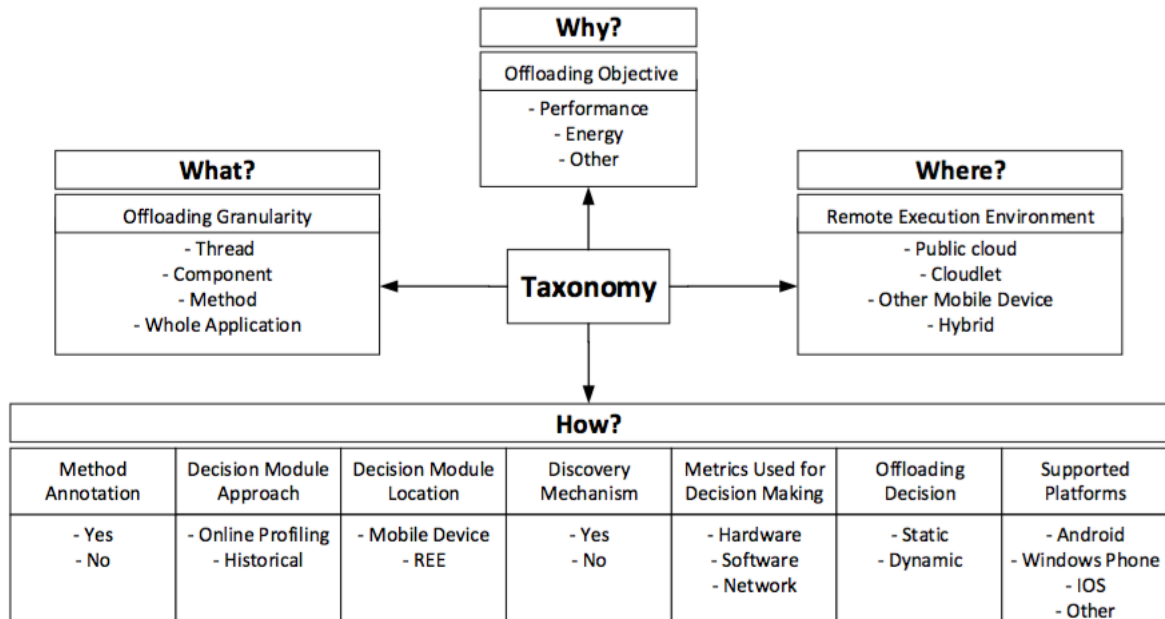 Why?
Offloading Objective
- Performance
- Energy
- Other
What?
Offloading Granularity
- Thread
- Component
- Method
- Whole Application
Where?
Remote Execution Environment
- Public cloud
- Cloudlet
- Other Mobile Device
- Hybrid
Taxonomy
How?
Method
Annotation
- Yes
- No
Decision Module
Approach
- Online Profiling
- Historical
Decision Module
Location
- Mobile Device
- REE
Discovery
Mechanism
- Yes
- No
Metrics Used for
Decision Making
- Hardware
- Software
- Network
Offloading
Decision
- Static
- Dynamic
Supported
Platforms
- Android
- Windows Phone
- IOS
- Other